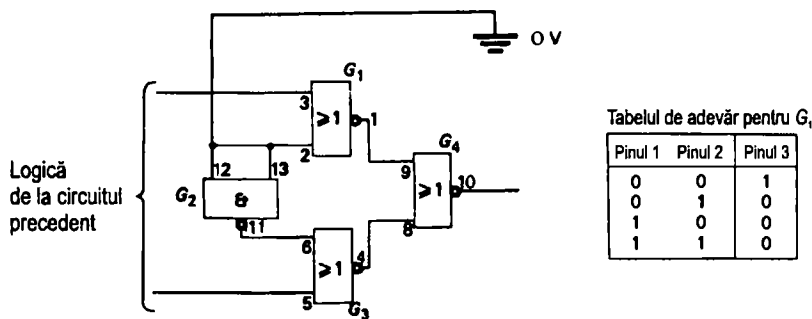 0 V
G1
3
≥1
1
2
12
13
G4
9
≥1
10
8
Logică
de la circuitul
precedent
G2
&
11
6
≥1
4
5
G3
Tabelul de adevăr pentru G1
Pinul 1 Pinul 2 Pinul 3
0 0 1
0 1 0
1 0 0
1 1 0